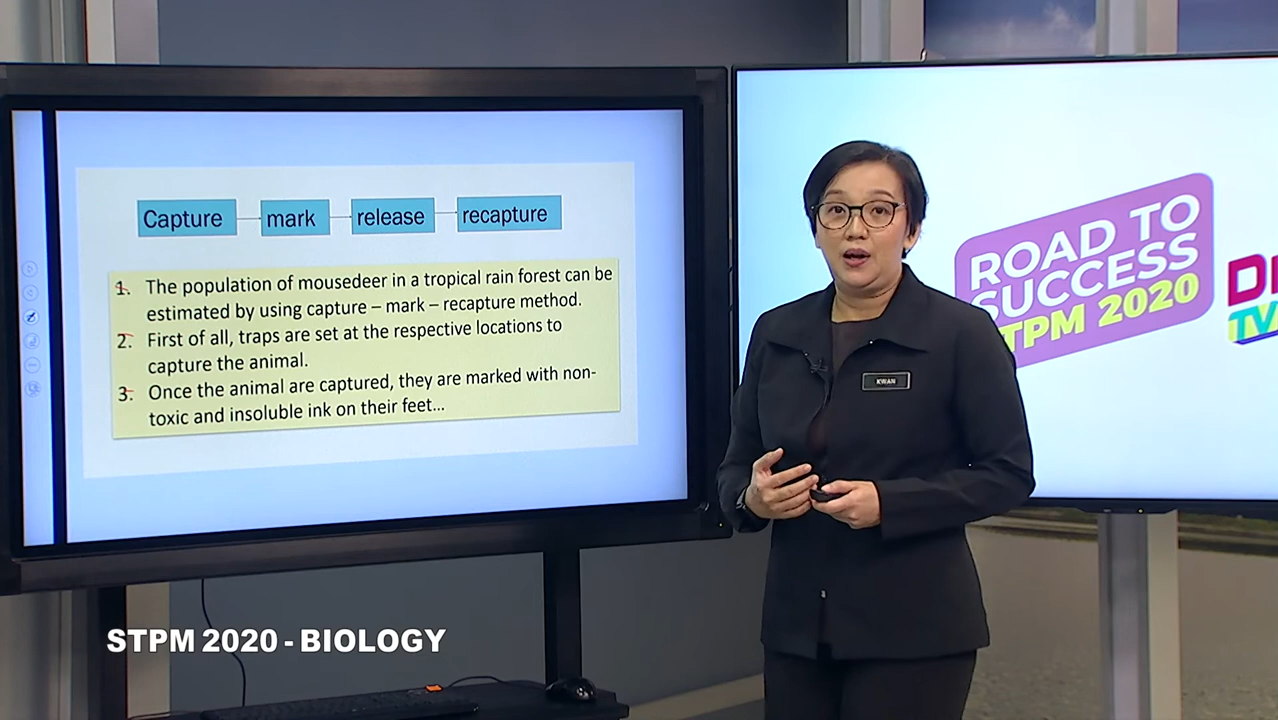 Capture mark release recapture
1. The population of mousedeer in a tropical rain forest can be
estimated by using capture – mark – recapture method.
2. First of all, traps are set at the respective locations to
capture the animal.
3. Once the animal are captured, they are marked with non-
toxic and insoluble ink on their feet...
ROAD TO
SUCCESS
STPM 2020
TV
KWAN
STPM 2020 - BIOLOGY